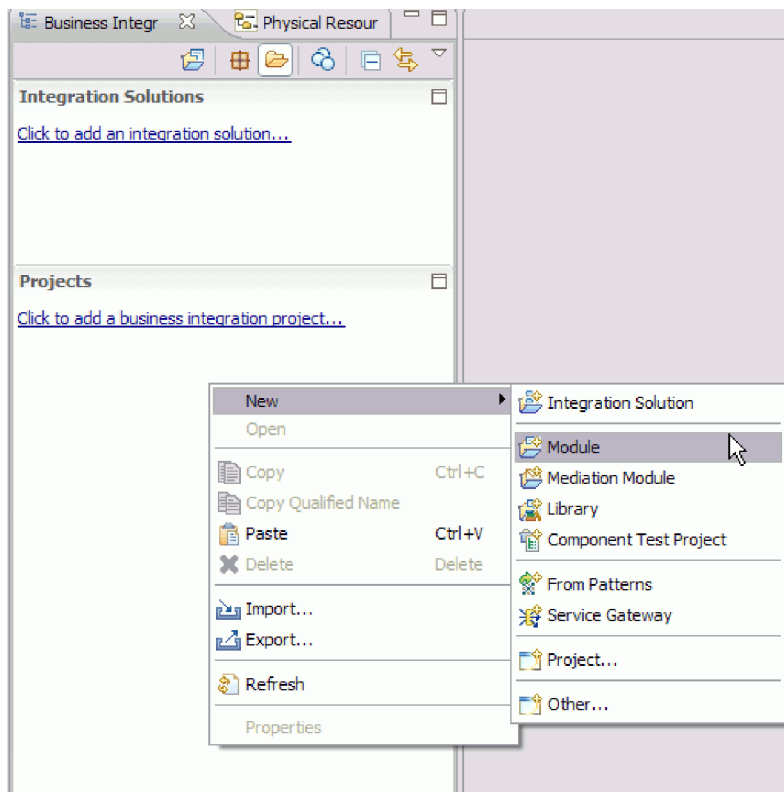 Business Integr
Physical Resour
Integration Solutions
Click to add an integration solution...
Projects
Click to add a business integration project...
New
Open
Copy Ctrl+C
Copy Qualified Name
Paste Ctrl+V
Delete Delete
Import...
Export...
Refresh
Properties
Integration Solution
Module
Mediation Module
Library
Component Test Project
From Patterns
Service Gateway
Project...
Other...